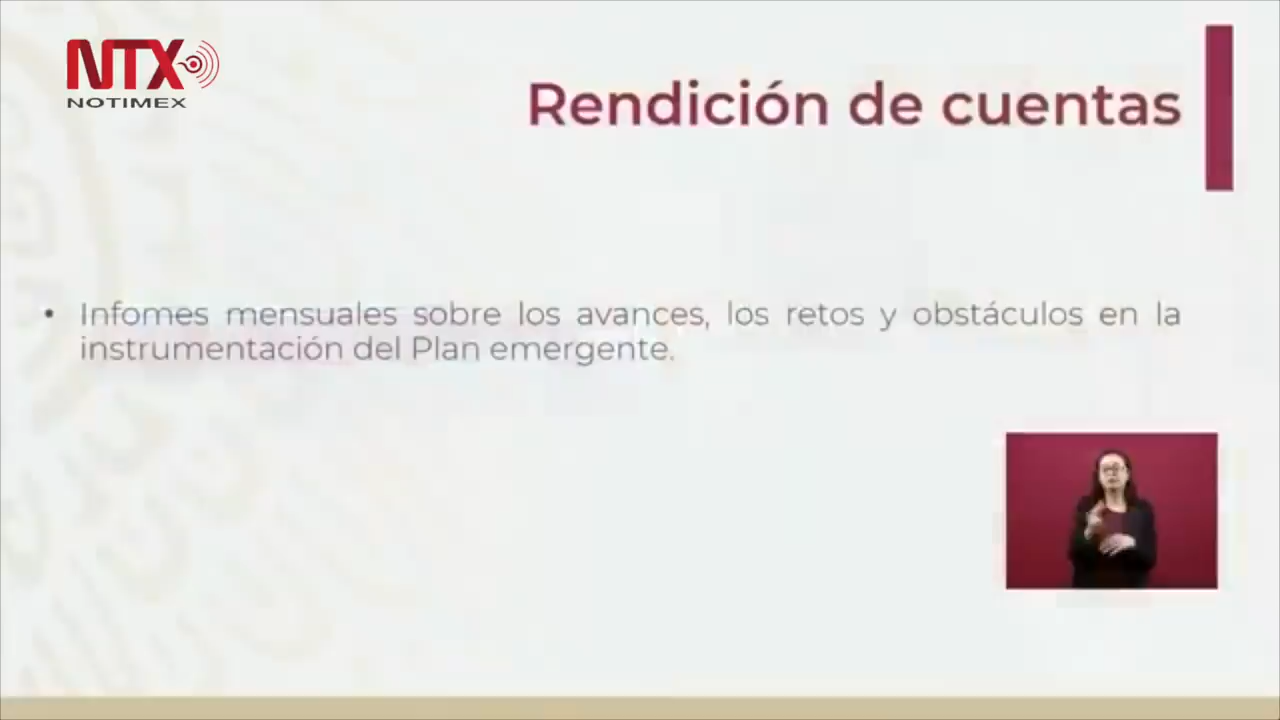 NTX
NOTIMEX
Rendición de cuentas
• Infomes mensuales sobre los avances, los retos y obstáculos en la
instrumentación del Plan emergente.